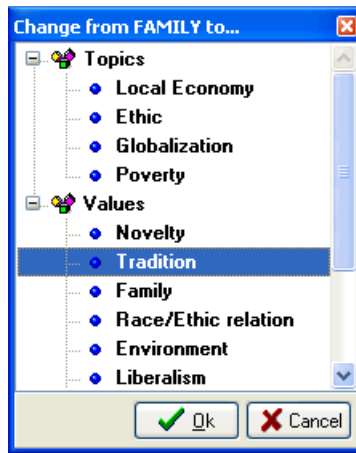 Change from FAMILY to...
Topics
Local Economy
Ethic
Globalization
Poverty
Values
Novelty
Tradition
Family
Race/Ethic relation
Environment
Liberalism
Ok Cancel